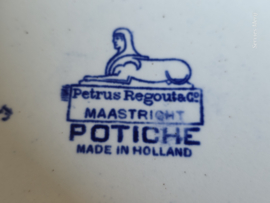 Petrus Regout & Co.
MAASTRICHT
POTICHE
MADE IN HOLLAND